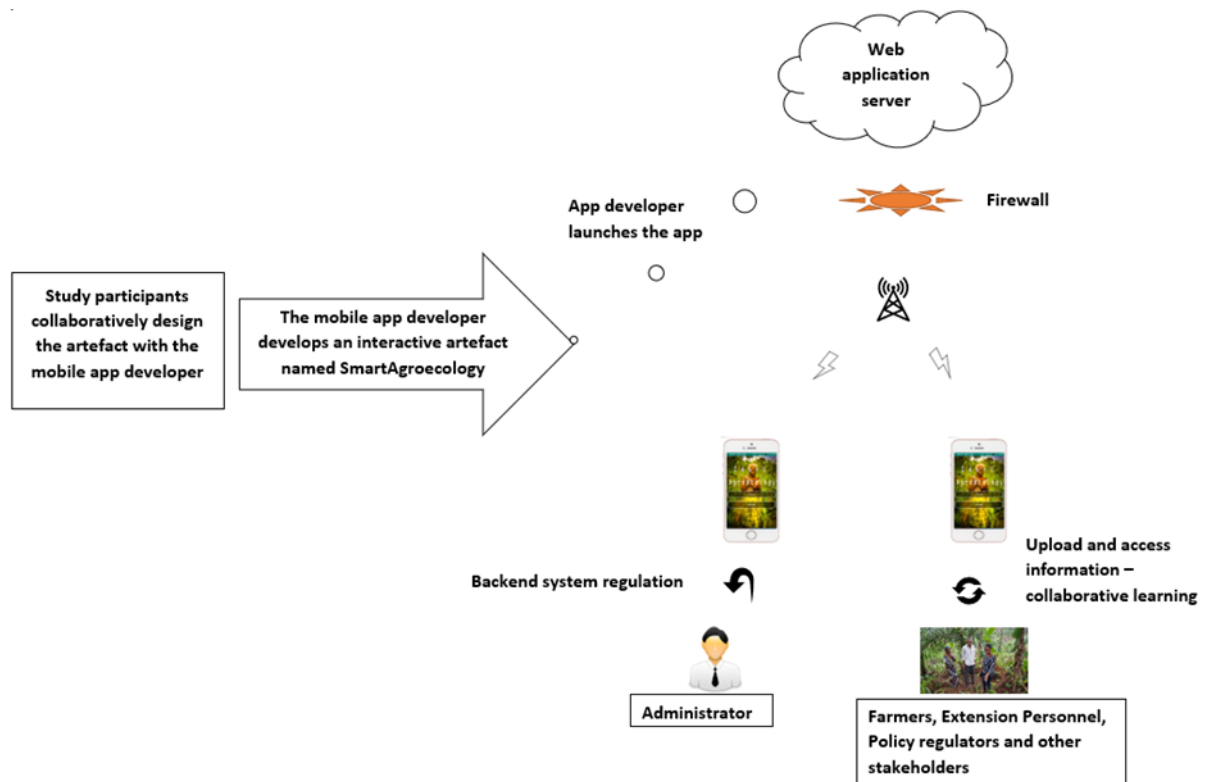 Web
application
server
App developer
launches the app
Firewall
Study participants
collaboratively design
the artefact with the
mobile app developer
The mobile app developer
develops an interactive artefact
named SmartAgroecology
Backend system regulation
Upload and access
information –
collaborative learning
Administrator
Farmers, Extension Personnel,
Policy regulators and other
stakeholders